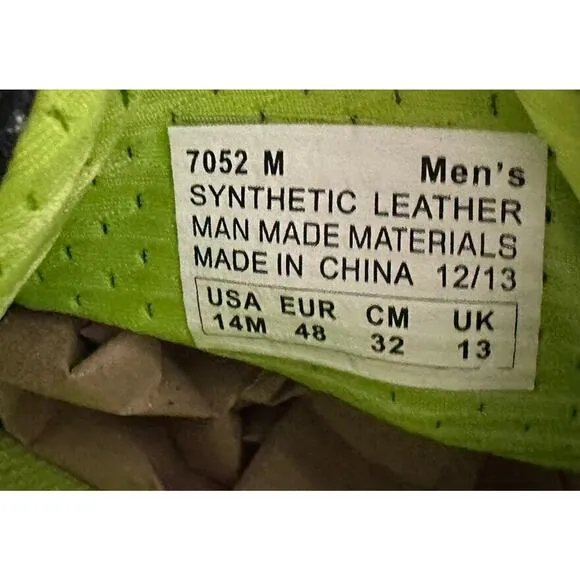 7052 M Men's
SYNTHETIC LEATHER
MAN MADE MATERIALS
MADE IN CHINA 12/13
USA EUR CM UK
14M 48 32 13